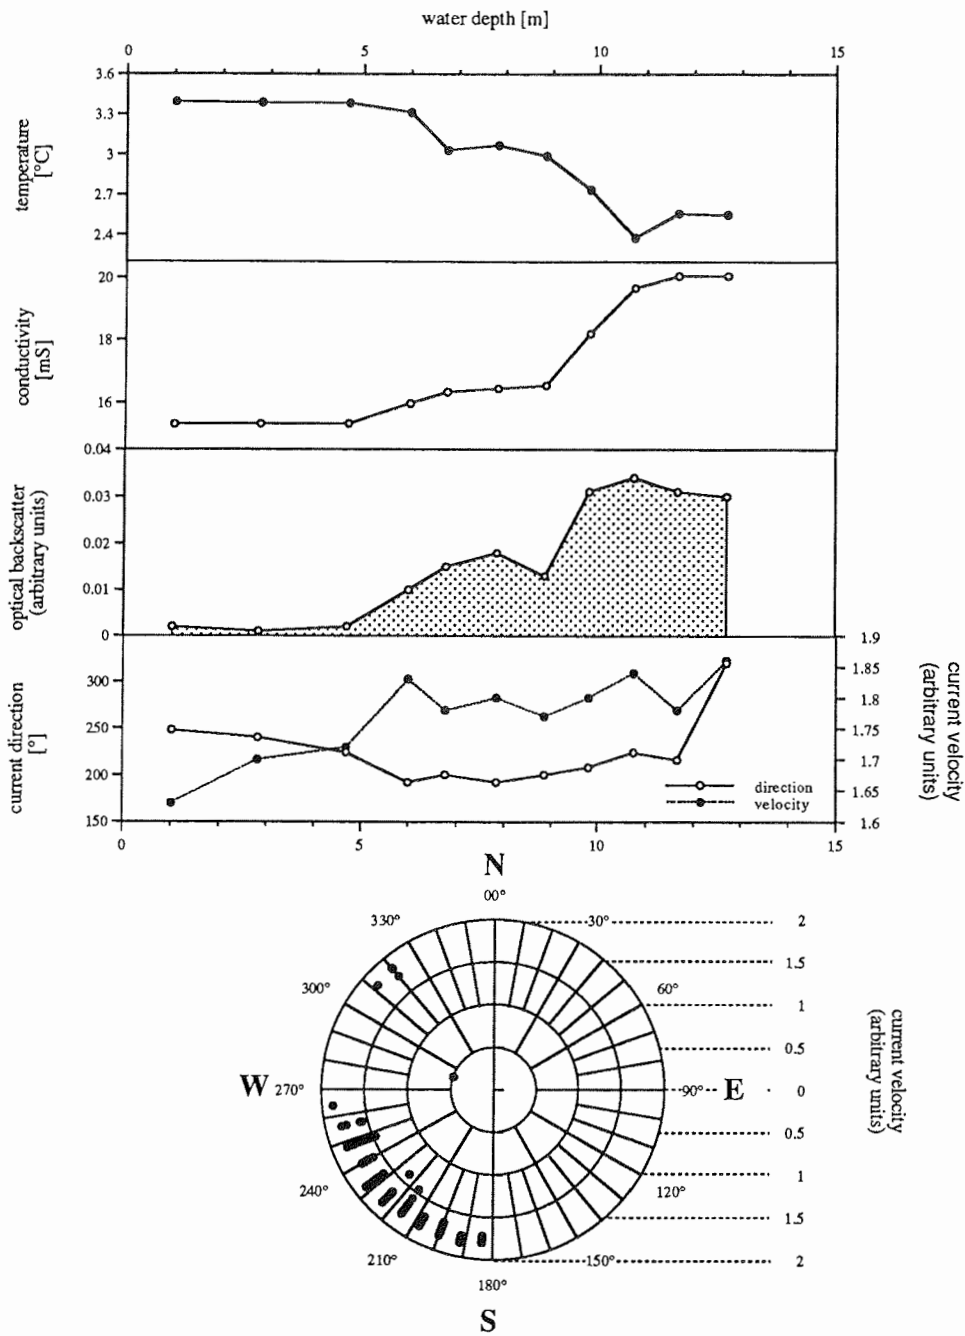 water depth [m]
0 5 10 15
3.6
3.3
3
2.7
2.4
temperature
[°C]
20
18
16
conductivity
[mS]
0.04
0.03
0.02
0.01
0
optical backscatter
(arbitrary units)
300
250
200
150
current direction
[°]
1.9
1.85
1.8
1.75
1.7
1.65
1.6
current velocity
(arbitrary units)
direction
velocity
0 5 10 15
N
00°
330° 30° 2
1.5
300° 60°
1
0.5
W 270° 90° E 0
0.5
1
240° 120°
1.5
210° 150° 2
180°
S
current velocity
(arbitrary units)